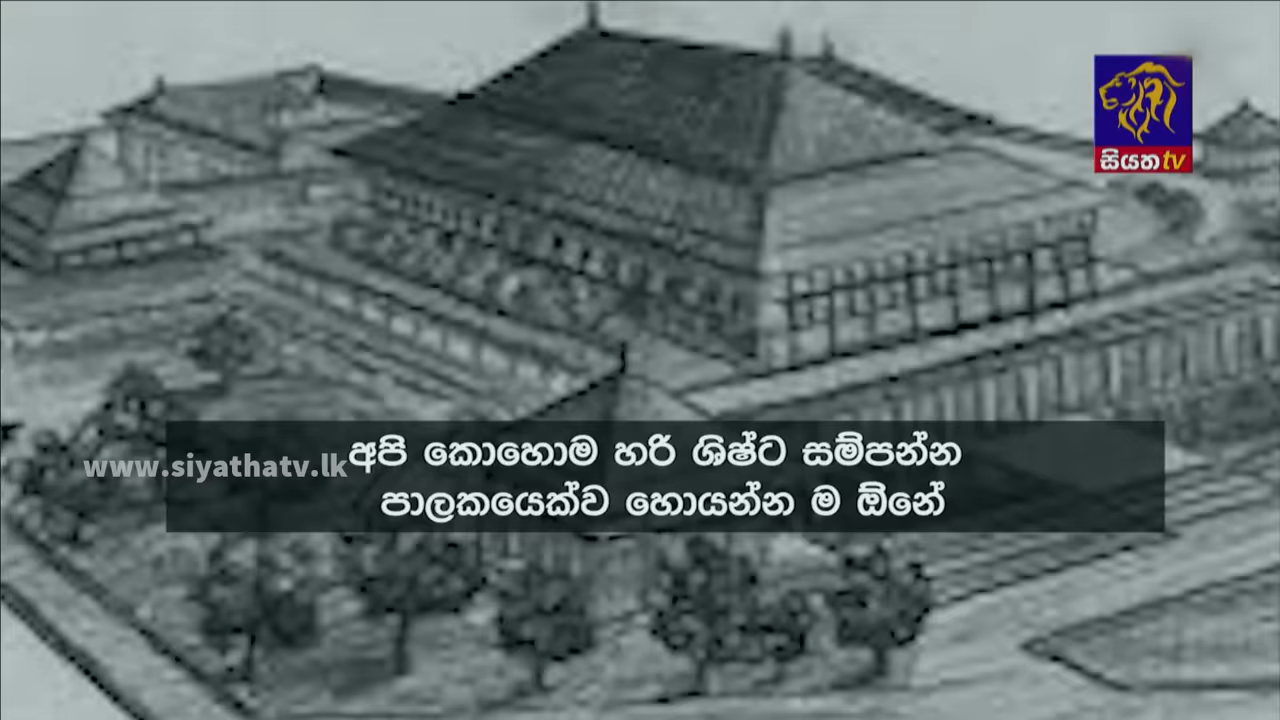 සියත tv
අපි කොහොම හරි ශිෂ්ට සම්පන්න
www.siyathatv.lk
පාලකයෙක්ව හොයන්න ම ඕනේ